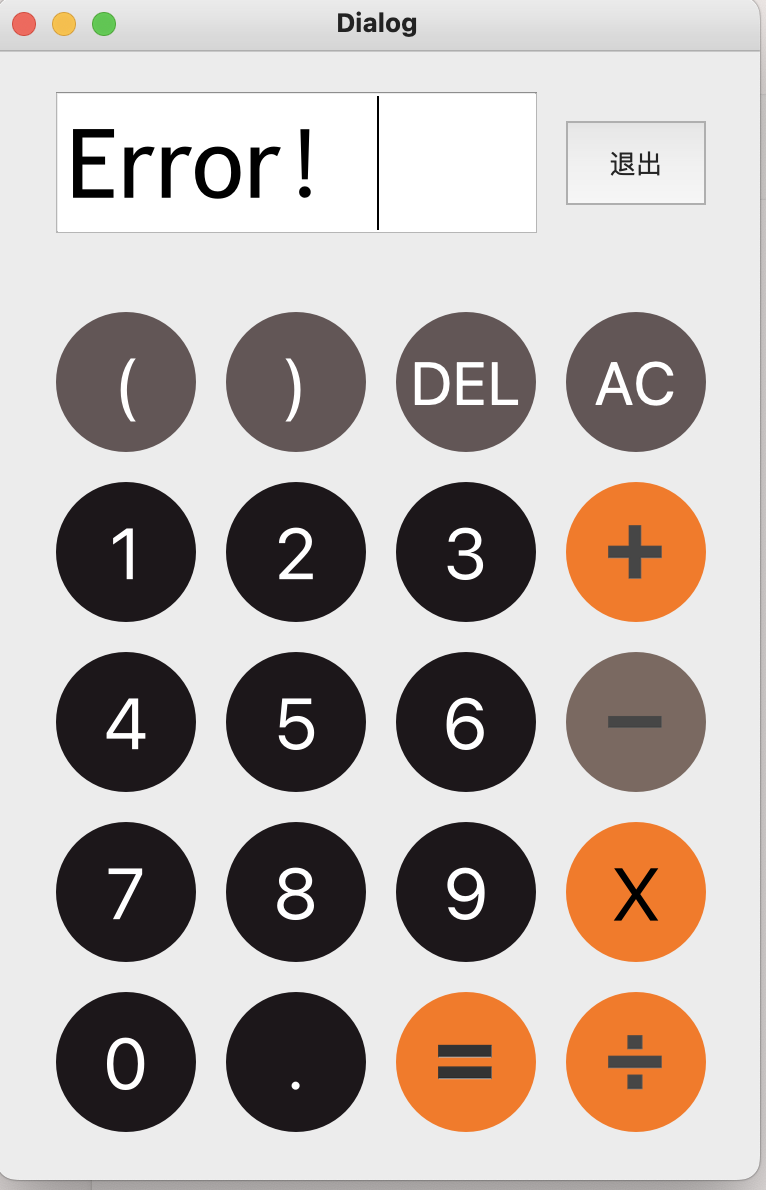 Dialog
Error!
退出
( ) DEL AC
1 2 3 +
4 5 6 −
7 8 9 X
0 . = ÷